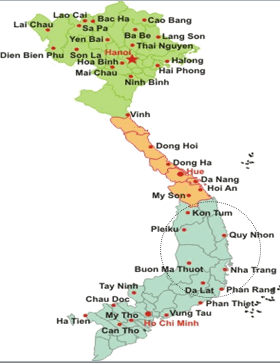 Lao Cai
Bac Ha
Cao Bang
Lai Chau
Sa Pa
Ba Be
Lang Son
Yen Bai
Thai Nguyen
Dien Bien Phu
Son La
Hanoi
Hoa Binh
Halong
Mai Chau
Hai Phong
Ninh Binh
Vinh
Dong Hoi
Dong Ha
Hue
Da Nang
Hoi An
My Son
Kon Tum
Pleiku
Quy Nhon
Buon Ma Thuot
Nha Trang
Tay Ninh
Da Lat
Phan Rang
Chau Doc
Phan Thiet
My Tho
Vung Tau
Ha Tien
Ho Chi Minh
Can Tho